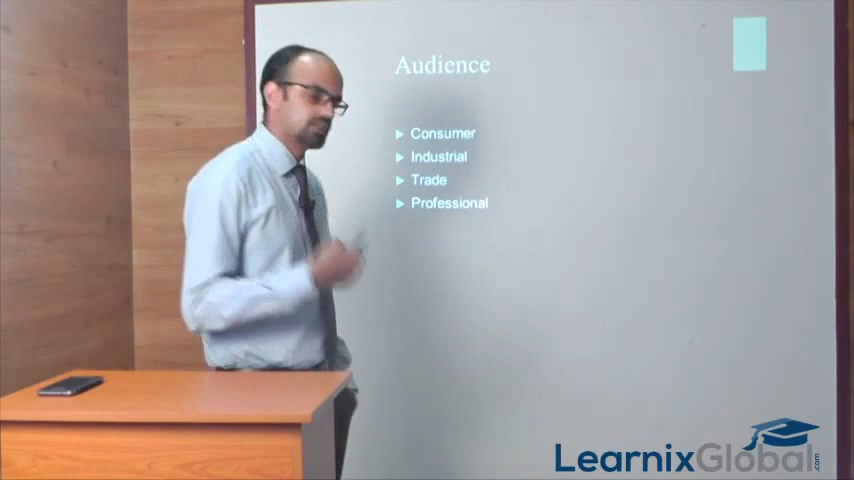 Audience
Consumer
Industrial
Trade
Professional
LearnixGlobal.com